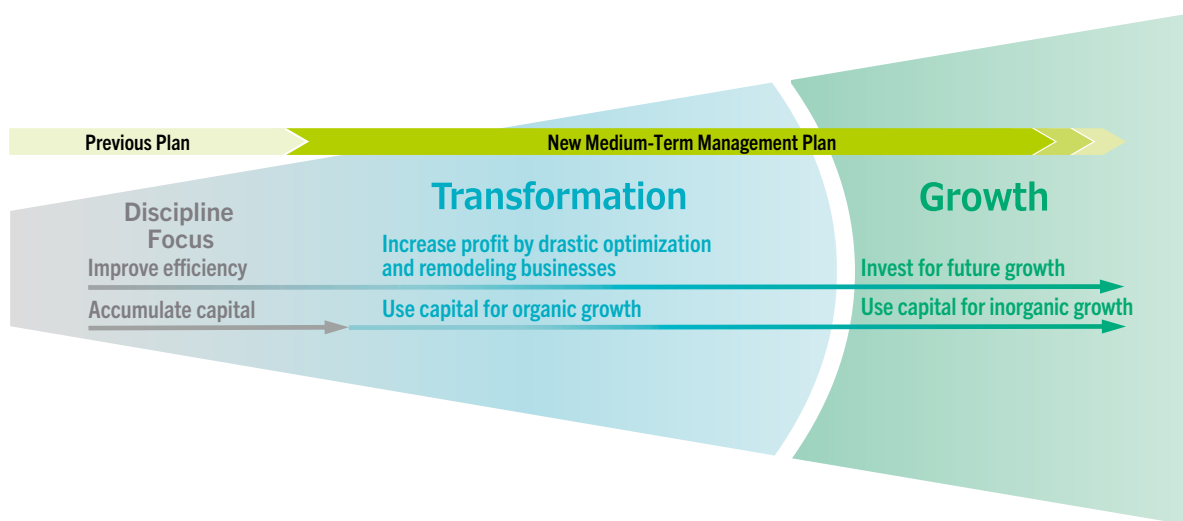 Previous Plan
New Medium-Term Management Plan
Discipline
Focus
Improve efficiency
Accumulate capital
Transformation
Increase profit by drastic optimization
and remodeling businesses
Use capital for organic growth
Growth
Invest for future growth
Use capital for inorganic growth